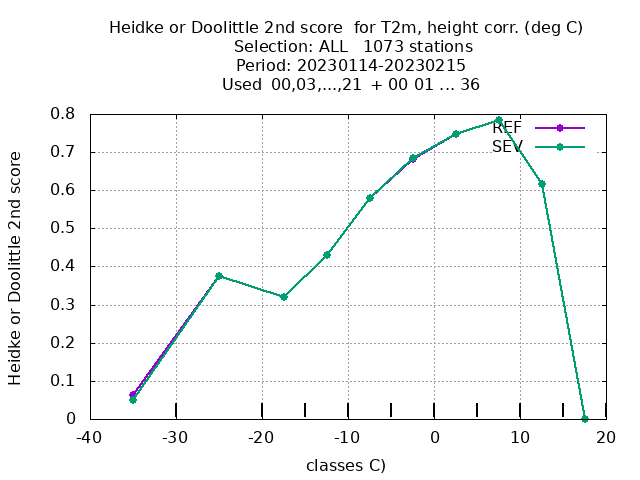 Heidke or Doolittle 2nd score  for T2m, height corr. (deg C)
Selection: ALL   1073 stations
Period: 20230114-20230215
Used  00,03,...,21  + 00 01 ... 36
Heidke or Doolittle 2nd score
0.8
0.7
0.6
0.5
0.4
0.3
0.2
0.1
0
REF
SEV
-40
-30
-20
-10
0
10
20
classes C)